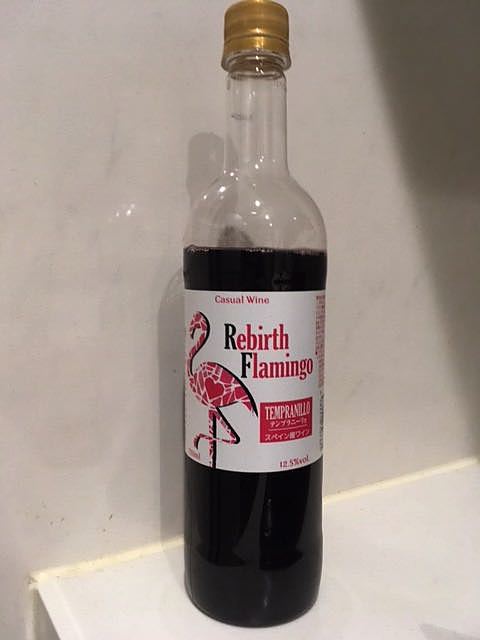 Casual Wine
Rebirth
Flamingo
TEMPRANILLO
テンプラニーリョ
スペイン産ワイン
12.5%vol.